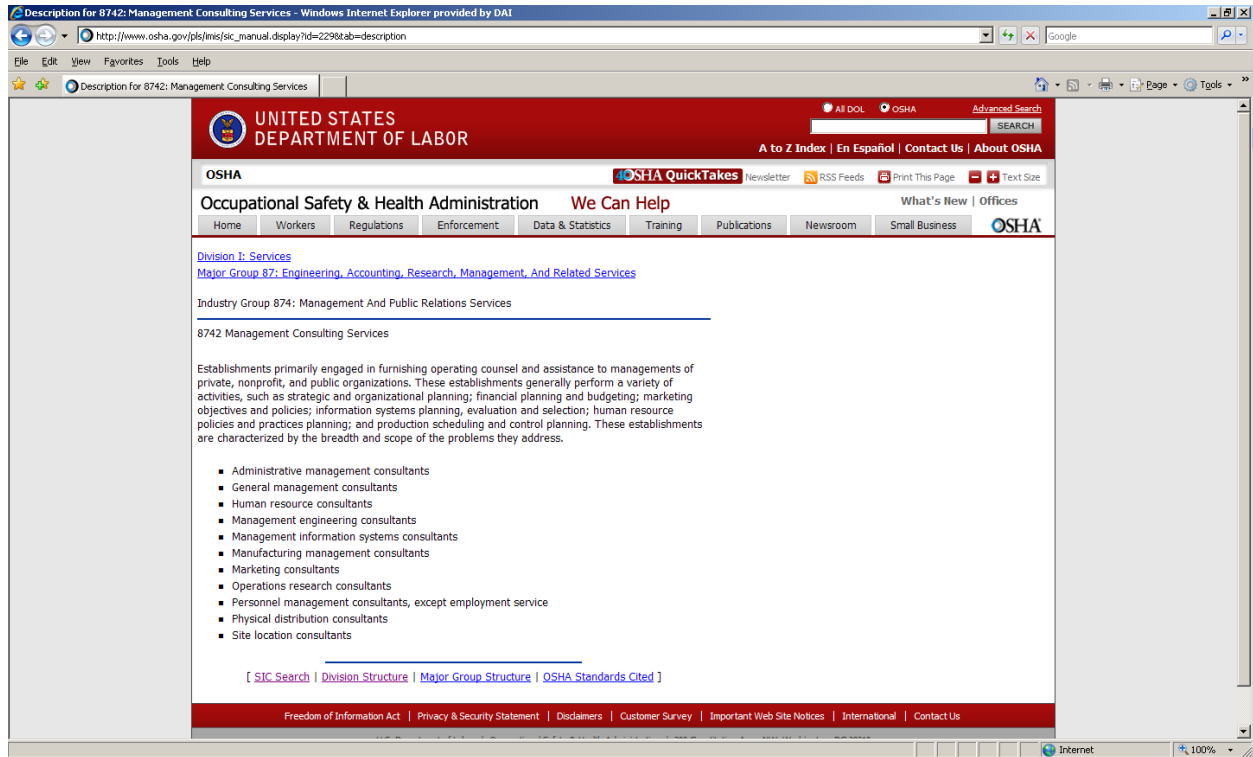 Description for 8742: Management Consulting Services - Windows Internet Explorer provided by DAI
http://www.osha.gov/pls/imis/sic_manual.display?id=229&tab=description
Google
File Edit View Favorites Tools Help
Description for 8742: Management Consulting Services
Page Tools
UNITED STATES
DEPARTMENT OF LABOR
All DOL OSHA Advanced Search
SEARCH
A to Z Index | En Español | Contact Us | About OSHA
OSHA
OSHA QuickTakes Newsletter RSS Feeds Print This Page Text Size
Occupational Safety & Health Administration We Can Help
What's New | Offices
Home Workers Regulations Enforcement Data & Statistics Training Publications Newsroom Small Business OSHA
Division I: Services
Major Group 87: Engineering, Accounting, Research, Management, And Related Services
Industry Group 874: Management And Public Relations Services
8742 Management Consulting Services
Establishments primarily engaged in furnishing operating counsel and assistance to managements of
private, nonprofit, and public organizations. These establishments generally perform a variety of
activities, such as strategic and organizational planning; financial planning and budgeting; marketing
objectives and policies; information systems planning, evaluation and selection; human resource
policies and practices planning; and production scheduling and control planning. These establishments
are characterized by the breadth and scope of the problems they address.
Administrative management consultants
General management consultants
Human resource consultants
Management engineering consultants
Management information systems consultants
Manufacturing management consultants
Marketing consultants
Operations research consultants
Personnel management consultants, except employment service
Physical distribution consultants
Site location consultants
[ SIC Search | Division Structure | Major Group Structure | OSHA Standards Cited ]
Freedom of Information Act | Privacy & Security Statement | Disclaimers | Customer Survey | Important Web Site Notices | International | Contact Us
Internet 100%